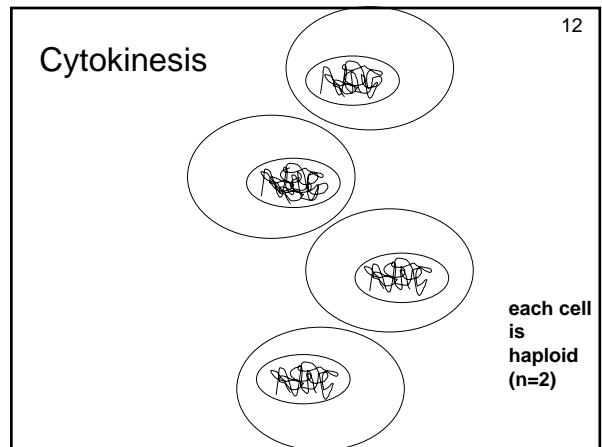 12
Cytokinesis
each cell
is
haploid
(n=2)